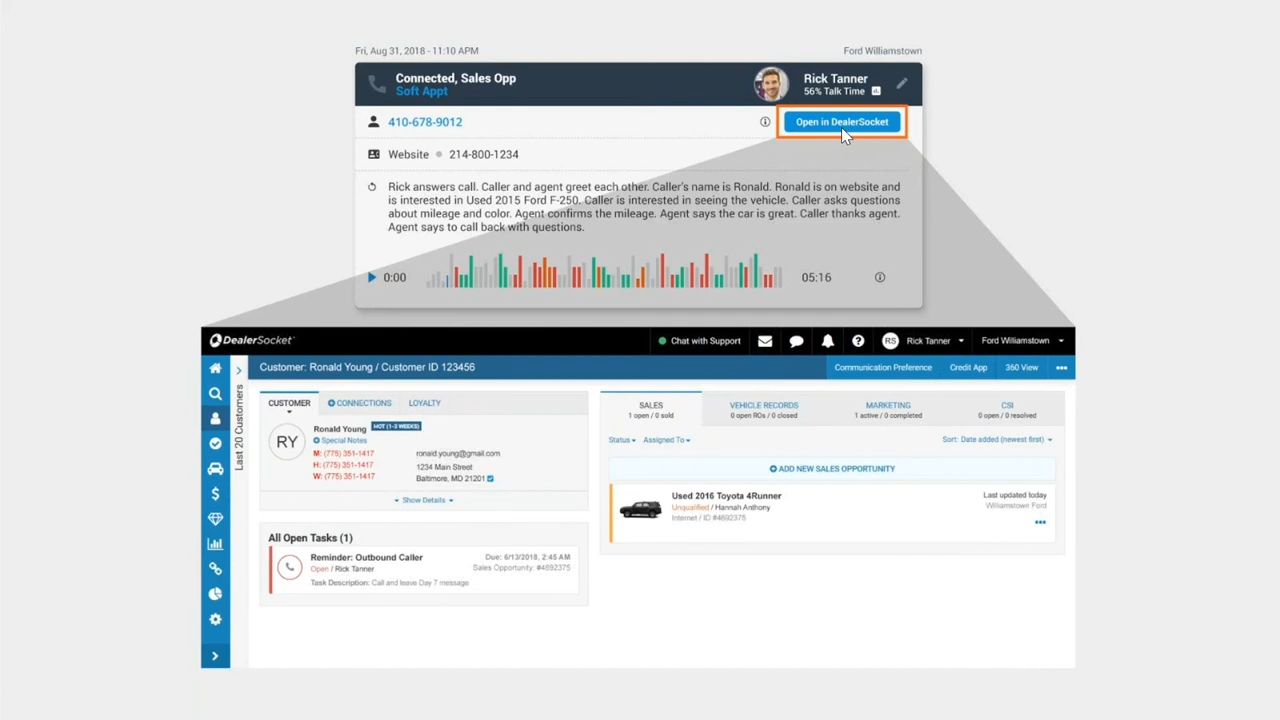 Fri, Aug 31, 2018 - 11:10 APM
Ford Williamstown
Connected, Sales Opp
Soft Appt
Rick Tanner
56% Talk Time
410-678-9012
Open in DealerSocket
Website 214-800-1234
Rick answers call. Caller and agent greet each other. Caller's name is Ronald. Ronald is on website and
is interested in Used 2015 Ford F-250. Caller is interested in seeing the vehicle. Caller asks questions
about mileage and color. Agent confirms the mileage. Agent says the car is great. Caller thanks agent.
Agent says to call back with questions.
0:00
05:16
DealerSocket
Chat with Support
RS Rick Tanner
Ford Williamstown
Last 20 Customers
Customer: Ronald Young / Customer ID 123456
Communication Preference
Credit App
360 View
CUSTOMER
CONNECTIONS
LOYALTY
RY
Ronald Young HOT (1-3 WEEKS)
Special Notes
M: (775) 351-1417
H: (775) 351-1417
W: (775) 351-1417
ronald.young@gmail.com
1234 Main Street
Baltimore, MD 21201
Show Details
All Open Tasks (1)
Reminder: Outbound Caller
Open / Rick Tanner
Task Description: Call and leave Day 7 message
Due: 6/13/2018, 2:45 AM
Sales Opportunity: #4692375
SALES
1 open / 0 sold
VEHICLE RECORDS
0 open ROs / 0 closed
MARKETING
1 active / 0 completed
CSI
0 open / 0 resolved
Status
Assigned To
Sort: Date added (newest first)
ADD NEW SALES OPPORTUNITY
Used 2016 Toyota 4Runner
Unqualified / Hannah Anthony
Internet / ID #4692375
Last updated today
Williamstown Ford